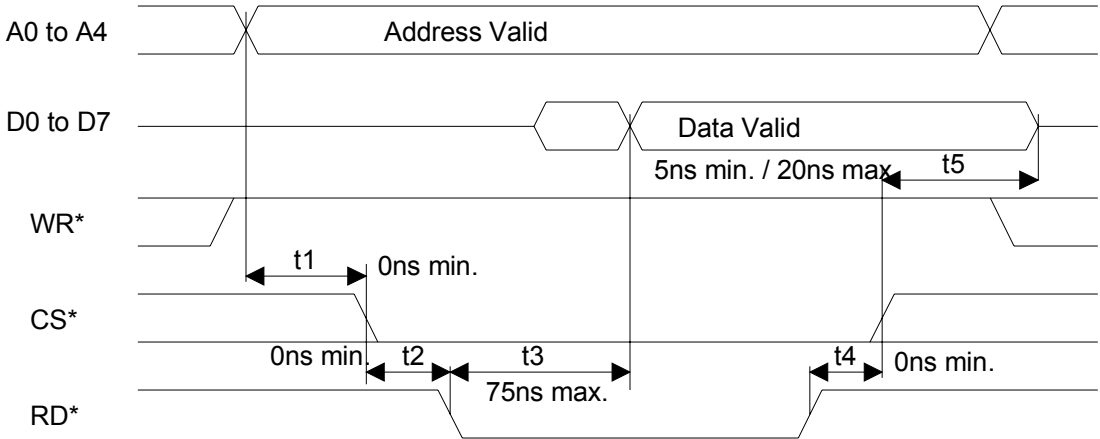 A0 to A4
Address Valid
D0 to D7
Data Valid
5ns min. / 20ns max
t5
WR*
t1
0ns min.
CS*
0ns min.
t2
t3
t4
0ns min.
75ns max.
RD*